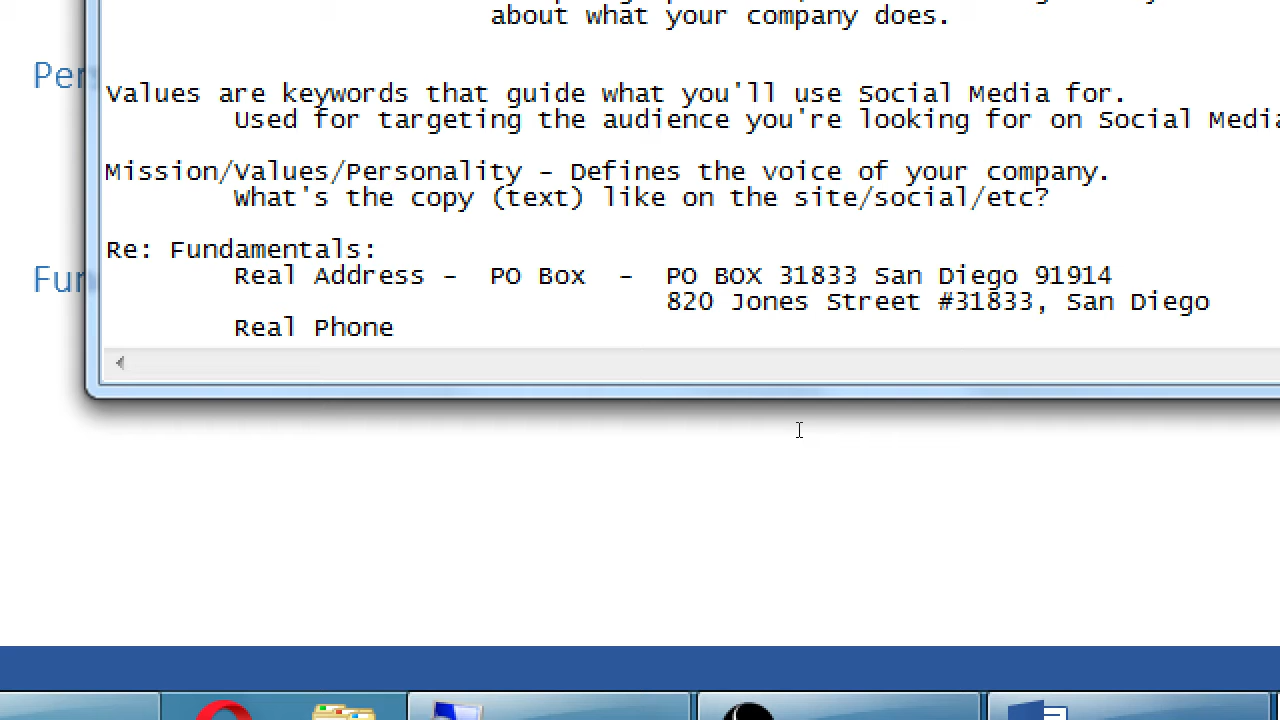 about what your company does.
Per
Values are keywords that guide what you'll use Social Media for.
Used for targeting the audience you're looking for on Social Media
Mission/Values/Personality - Defines the voice of your company.
What's the copy (text) like on the site/social/etc?
Re: Fundamentals:
Fun
Real Address - PO Box - PO BOX 31833 San Diego 91914
820 Jones Street #31833, San Diego
Real Phone